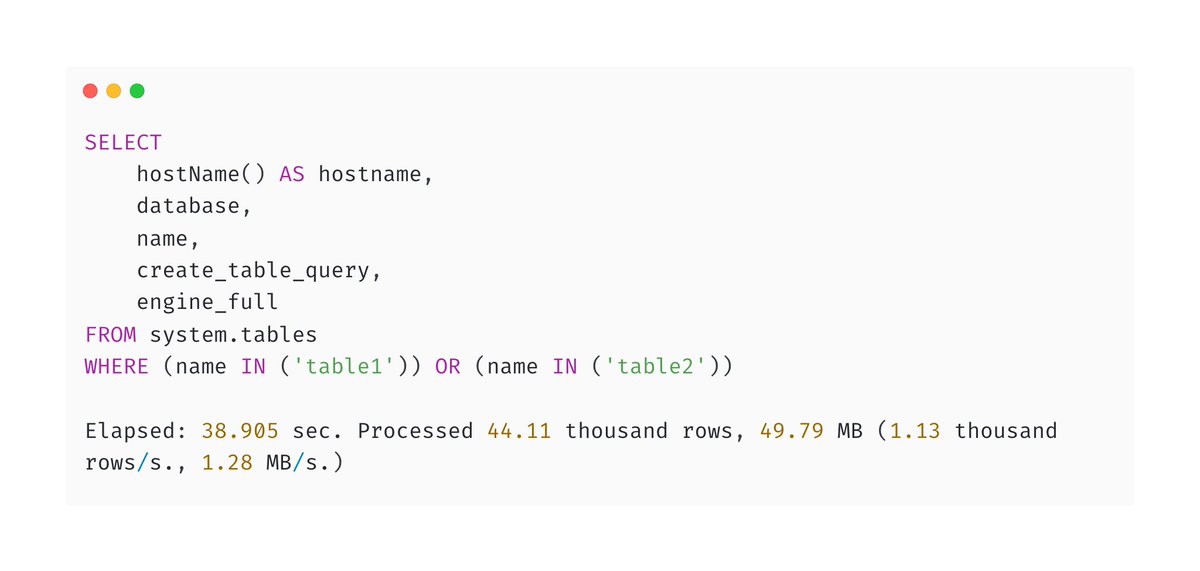 SELECT
    hostName() AS hostname,
    database,
    name,
    create_table_query,
    engine_full
FROM system.tables
WHERE (name IN ('table1')) OR (name IN ('table2'))
Elapsed: 38.905 sec. Processed 44.11 thousand rows, 49.79 MB (1.13 thousand
rows/s., 1.28 MB/s.)